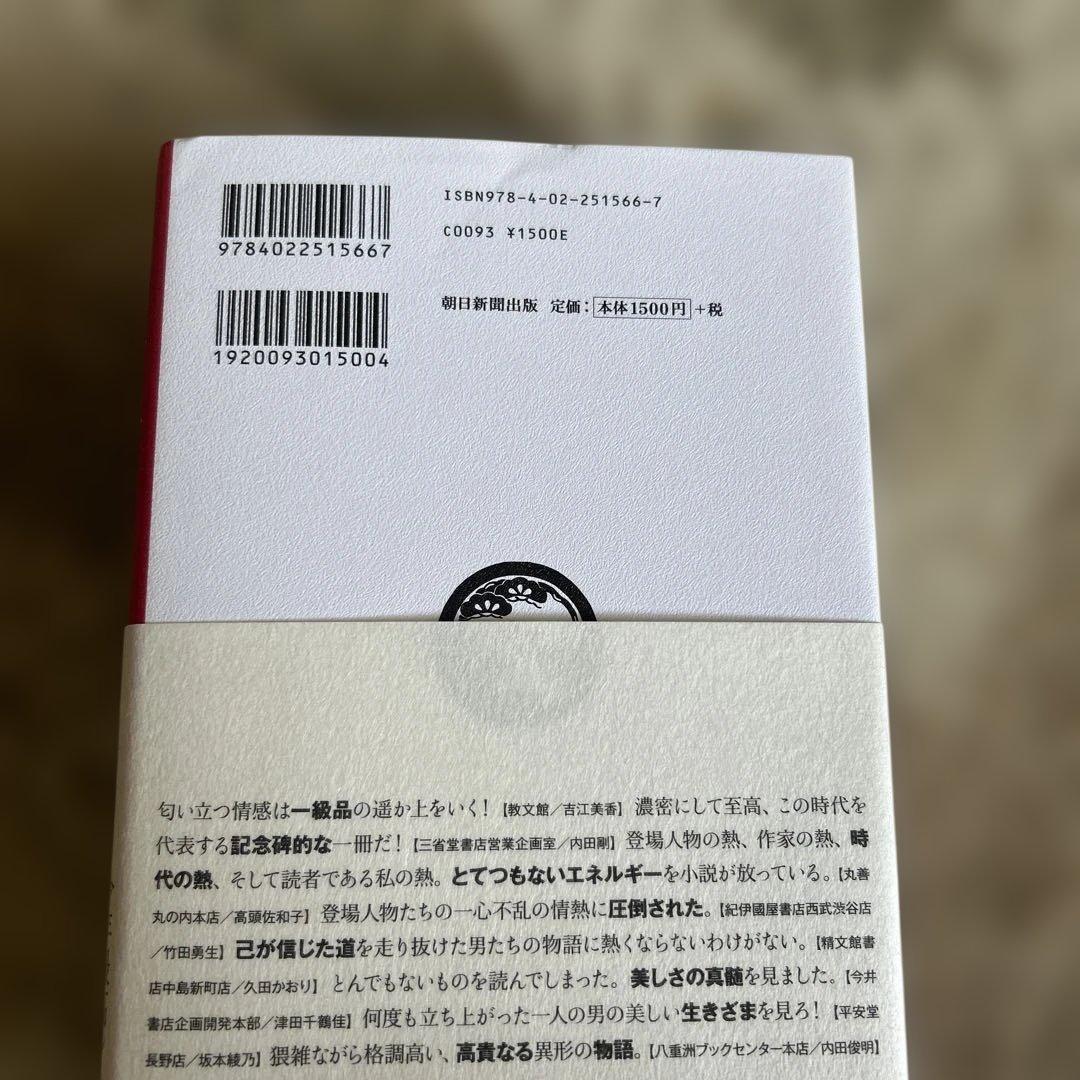 ISBN978-4-02-251566-7
9784022515667
C0093 ¥1500E
朝日新聞出版 定価：本体1500円+税
1920093015004
匂い立つ情感は一級品の遥か上をいく！【教文館／吉江美香】 濃密にして至高、この時代を
代表する記念碑的な一冊だ！【三省堂書店営業企画室／内田剛】 登場人物の熱、作家の熱、時
代の熱、そして読者である私の熱。とてつもないエネルギーを小説が放っている。【丸善
丸の内本店／高頭佐和子】 登場人物たちの一心不乱の情熱に圧倒された。【紀伊國屋書店西武渋谷店
／竹田勇生】 己が信じた道を走り抜けた男たちの物語に熱くならないわけがない。【精文館書
店中島新町店／久田かおり】 とんでもないものを読んでしまった。美しさの真髄を見ました。【今井
書店企画開発本部／津田千鶴佳】 何度も立ち上がった一人の男の美しい生きざまを見ろ！【平安堂
長野店／坂本綾乃】 猥雑ながら格調高い、高貴なる異形の物語。【八重洲ブックセンター本店／内田俊明】